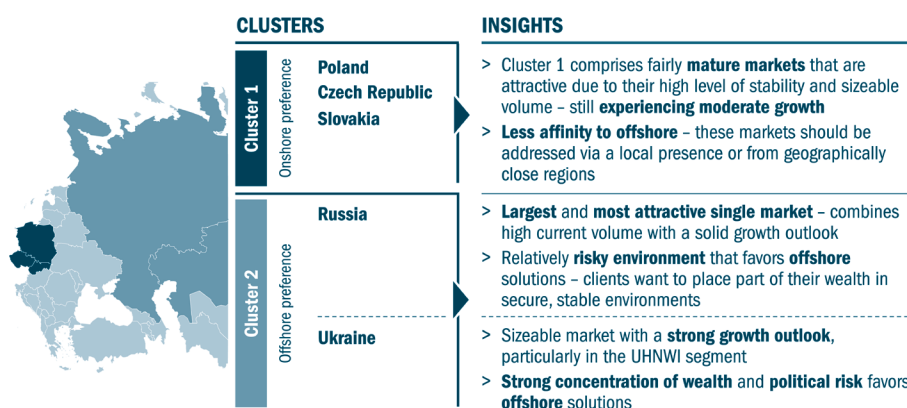 CLUSTERS
INSIGHTS
Cluster 1
Onshore preference
Poland
Czech Republic
Slovakia
> Cluster 1 comprises fairly mature markets that are
attractive due to their high level of stability and sizeable
volume – still experiencing moderate growth
> Less affinity to offshore – these markets should be
addressed via a local presence or from geographically
close regions
Cluster 2
Offshore preference
Russia
> Largest and most attractive single market – combines
high current volume with a solid growth outlook
> Relatively risky environment that favors offshore
solutions – clients want to place part of their wealth in
secure, stable environments
Ukraine
> Sizeable market with a strong growth outlook,
particularly in the UHNWI segment
> Strong concentration of wealth and political risk favors
offshore solutions